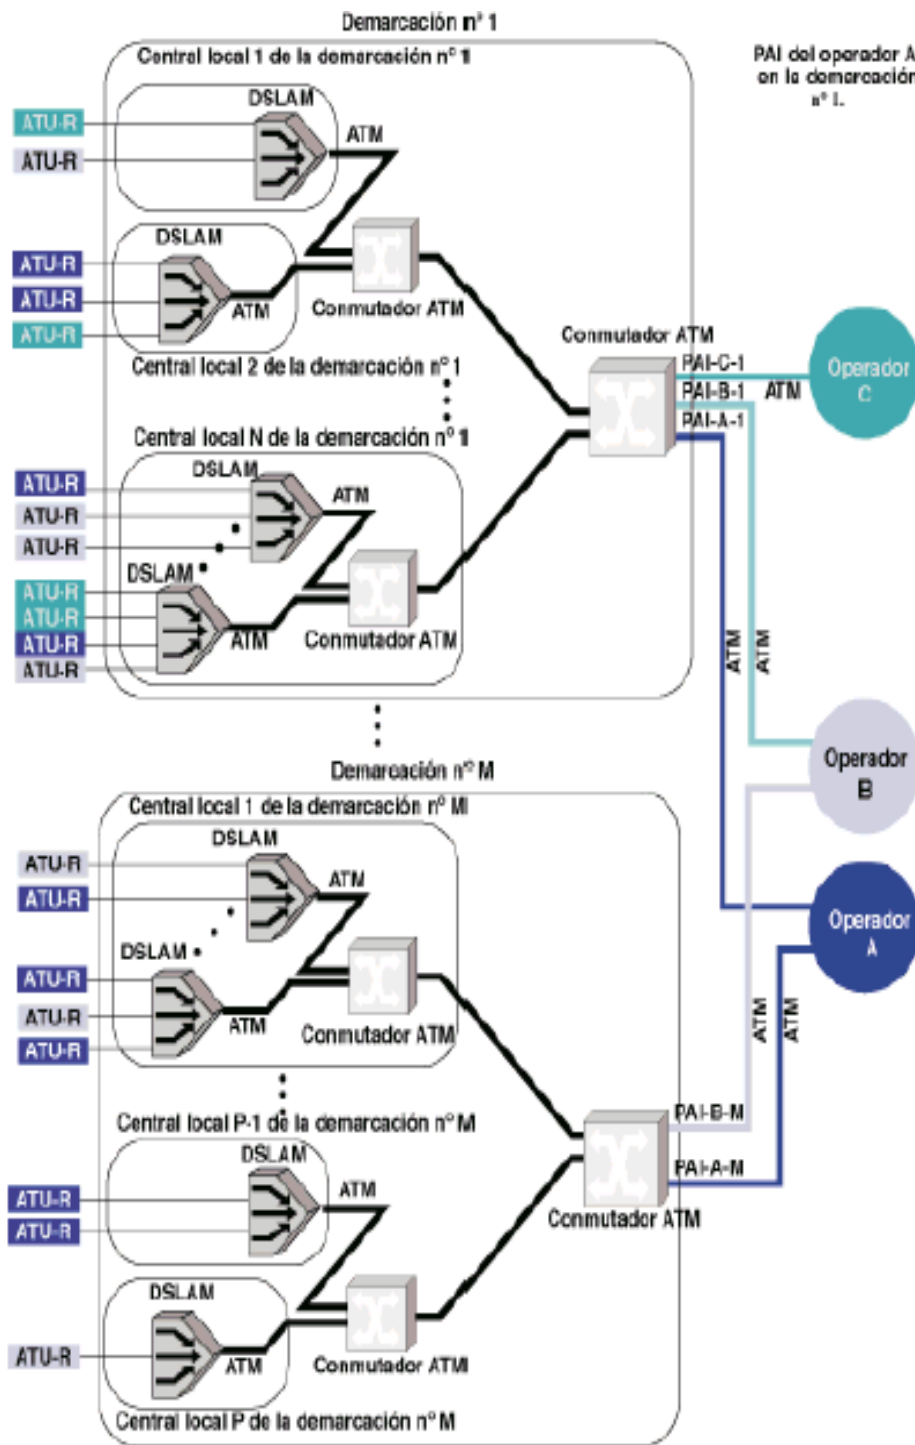 Demarcación nº 1
Central local 1 de la demarcación nº 1
PAI del operador A
en la demarcación
nº 1.
DSLAM
ATM
ATU-R
ATU-R
DSLAM
ATU-R
ATU-R
ATU-R
ATM
Conmutador ATM
Central local 2 de la demarcación nº 1
Conmutador ATM
PAI-C-1
PAI-B-1
PAI-A-1
ATM
Operador
C
Central local N de la demarcación nº 1
DSLAM
ATM
ATU-R
ATU-R
ATU-R
DSLAM
ATU-R
ATU-R
ATU-R
ATU-R
ATM
Conmutador ATM
ATM
ATM
Demarcación nº M
Operador
B
Central local 1 de la demarcación nº M
DSLAM
ATM
ATU-R
ATU-R
DSLAM
ATU-R
ATU-R
ATU-R
ATM
Conmutador ATM
Operador
A
ATM
ATM
Central local P-1 de la demarcación nº M
DSLAM
ATM
ATU-R
ATU-R
PAI-B-M
PAI-A-M
Conmutador ATM
DSLAM
ATU-R
ATM
Conmutador ATM
Central local P de la demarcación nº M